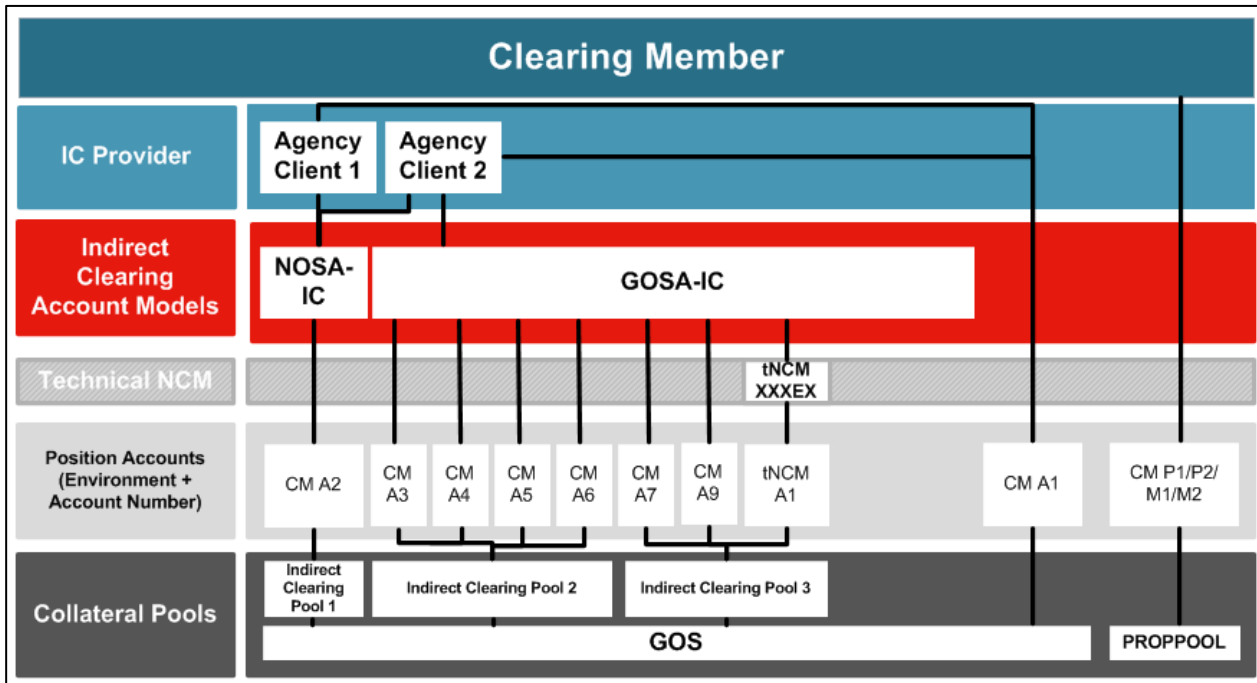 Clearing Member
IC Provider
Agency
Client 1
Agency
Client 2
Indirect
Clearing
Account Models
NOSA-
IC
GOSA-IC
Technical NCM
tNCM
XXXEX
Position Accounts
(Environment +
Account Number)
CM A2
CM
A3
CM
A4
CM
A5
CM
A6
CM
A7
CM
A9
tNCM
A1
CM A1
CM P1/P2/
M1/M2
Collateral Pools
Indirect
Clearing
Pool 1
Indirect Clearing Pool 2
Indirect Clearing Pool 3
GOS
PROPPOOL